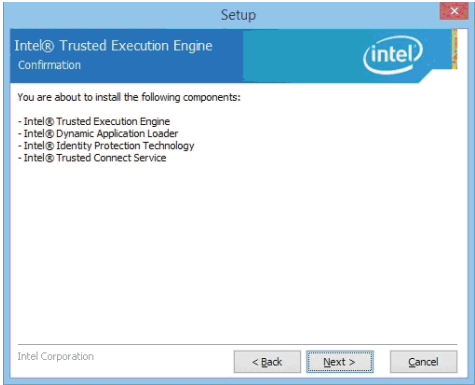 Setup
Intel® Trusted Execution Engine
Confirmation
intel
You are about to install the following components:
- Intel® Trusted Execution Engine
- Intel® Dynamic Application Loader
- Intel® Identity Protection Technology
- Intel® Trusted Connect Service
Intel Corporation
< Back
Next >
Cancel